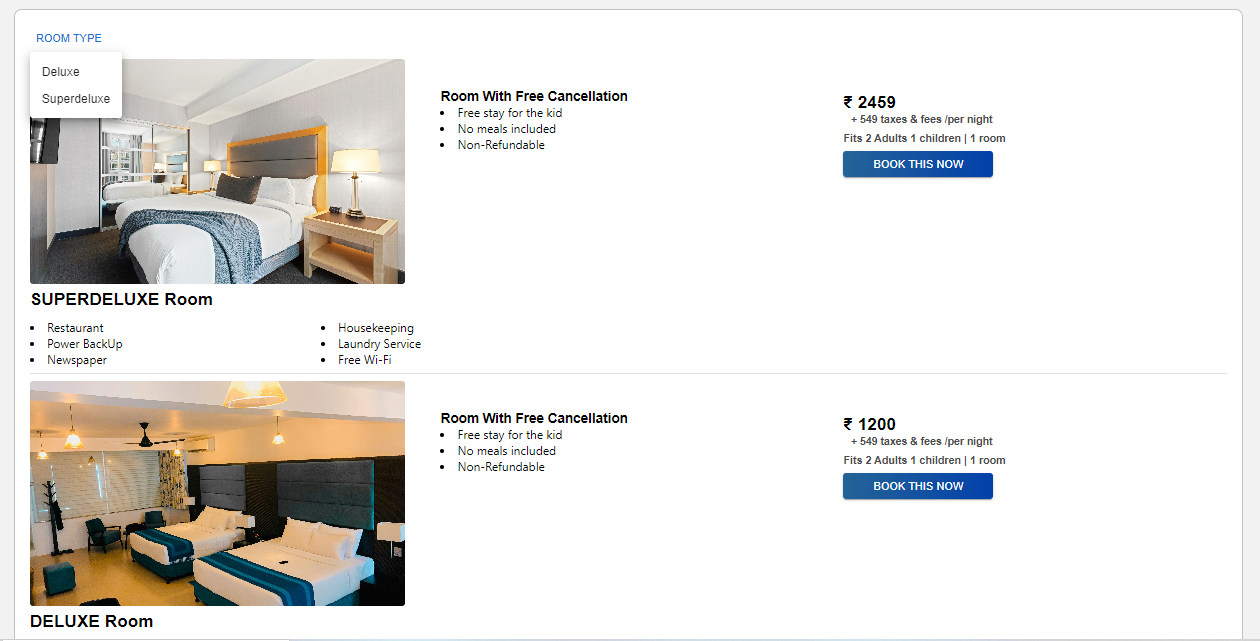 ROOM TYPE
Deluxe
Superdeluxe
Room With Free Cancellation
Free stay for the kid
No meals included
Non-Refundable
₹ 2459
+ 549 taxes & fees /per night
Fits 2 Adults 1 children | 1 room
BOOK THIS NOW
SUPERDELUXE Room
Restaurant
Power BackUp
Newspaper
Housekeeping
Laundry Service
Free Wi-Fi
Room With Free Cancellation
Free stay for the kid
No meals included
Non-Refundable
₹ 1200
+ 549 taxes & fees /per night
Fits 2 Adults 1 children | 1 room
BOOK THIS NOW
DELUXE Room